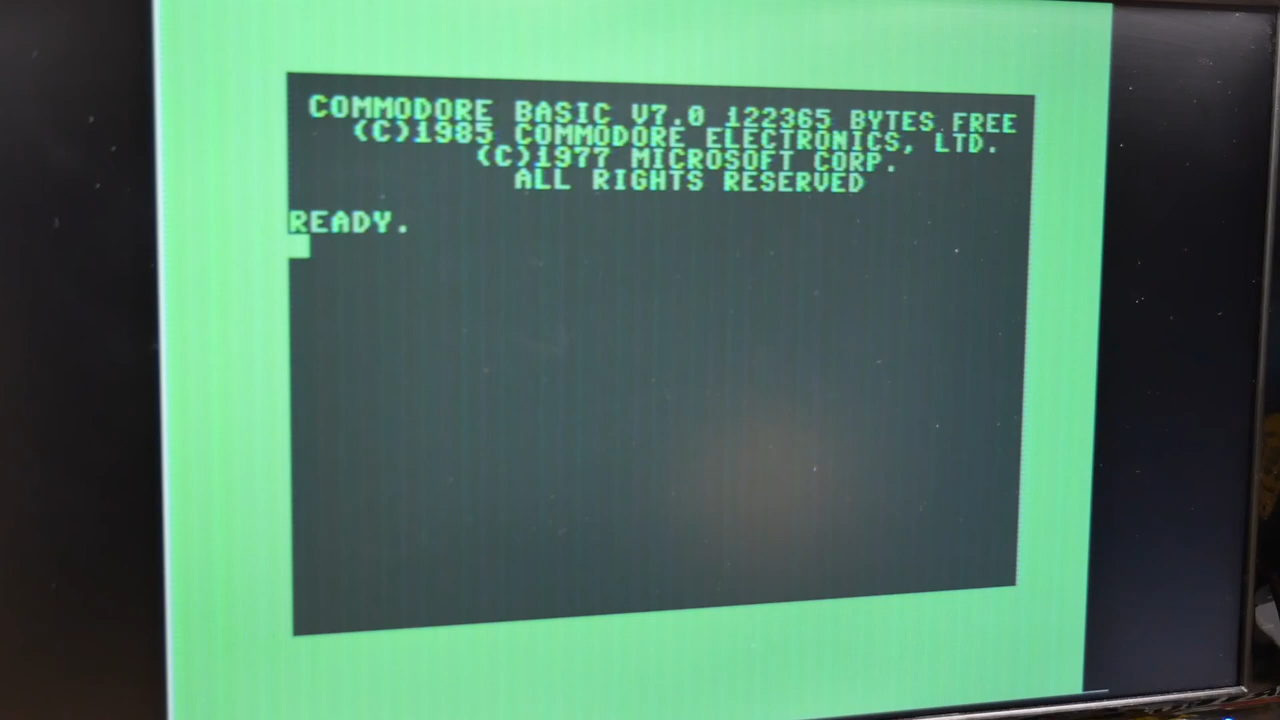 COMMODORE BASIC V7.0 122365 BYTES FREE
(C)1985 COMMODORE ELECTRONICS, LTD.
(C)1977 MICROSOFT CORP.
ALL RIGHTS RESERVED
READY.